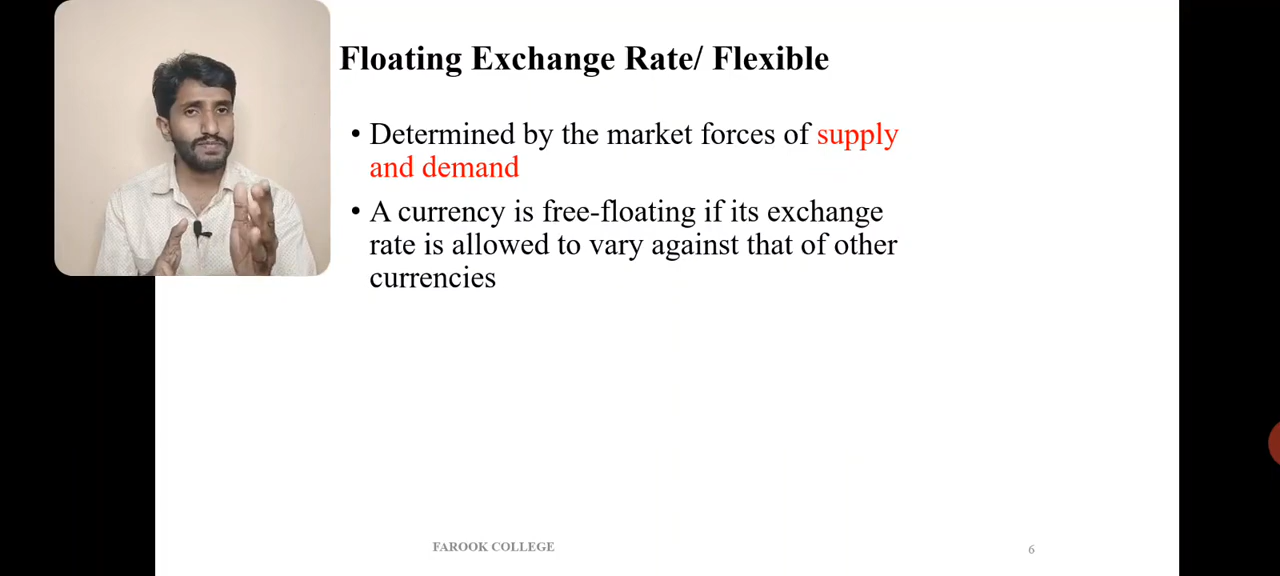 Floating Exchange Rate/ Flexible
• Determined by the market forces of supply
and demand
• A currency is free-floating if its exchange
rate is allowed to vary against that of other
currencies
FAROOK COLLEGE
6